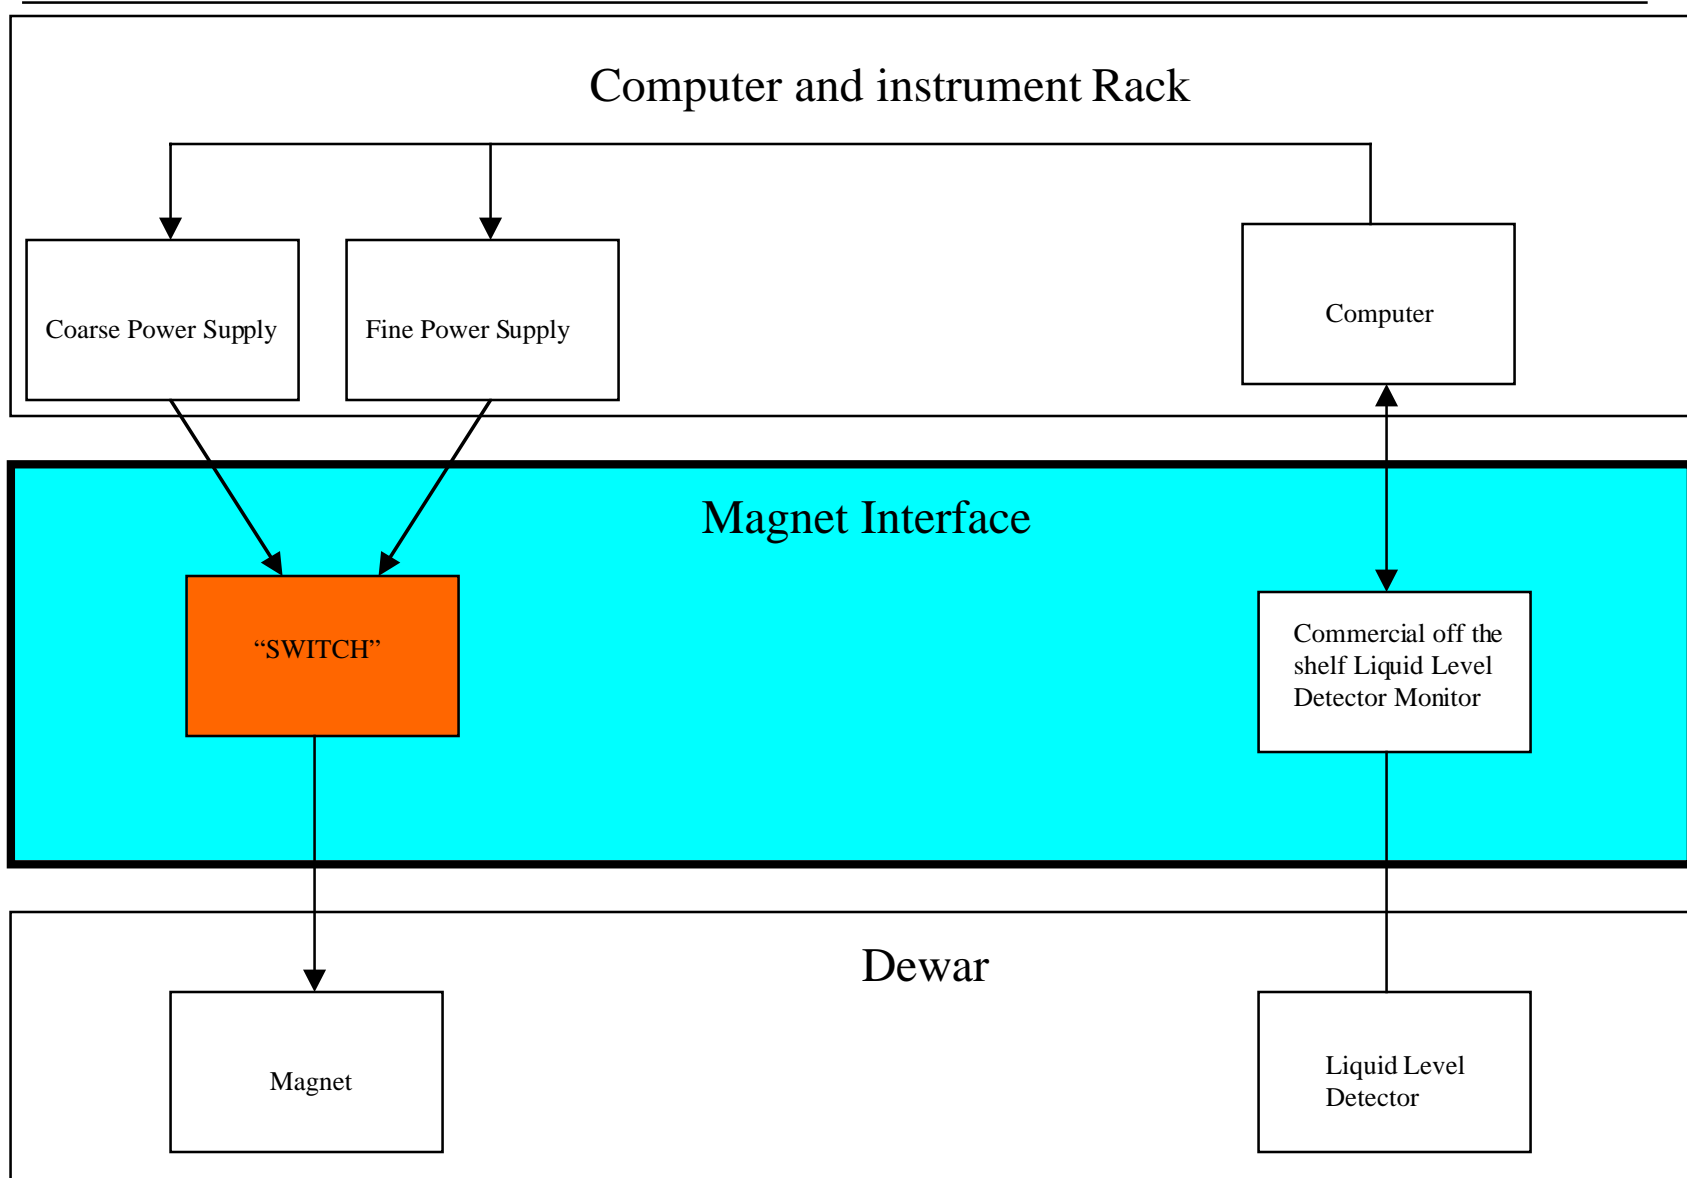 Computer and instrument Rack
Coarse Power Supply
Fine Power Supply
Computer
Magnet Interface
“SWITCH”
Commercial off the
shelf Liquid Level
Detector Monitor
Dewar
Magnet
Liquid Level
Detector